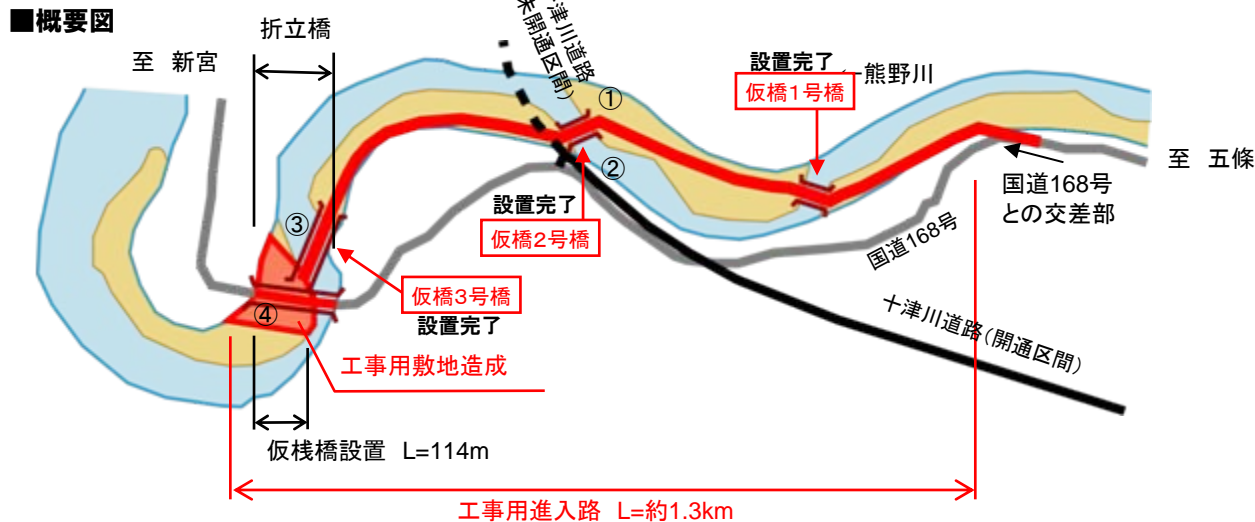 ■概要図
折立橋
至 新宮
十津川道路
未開通区間)
設置完了
仮橋1号橋
←熊野川
①
②
至 五條
国道168号
との交差部
設置完了
仮橋2号橋
国道168号
③
仮橋3号橋
設置完了
④
十津川道路(開通区間)
工事用敷地造成
仮桟橋設置 L=114m
工事用進入路 L=約1.3km